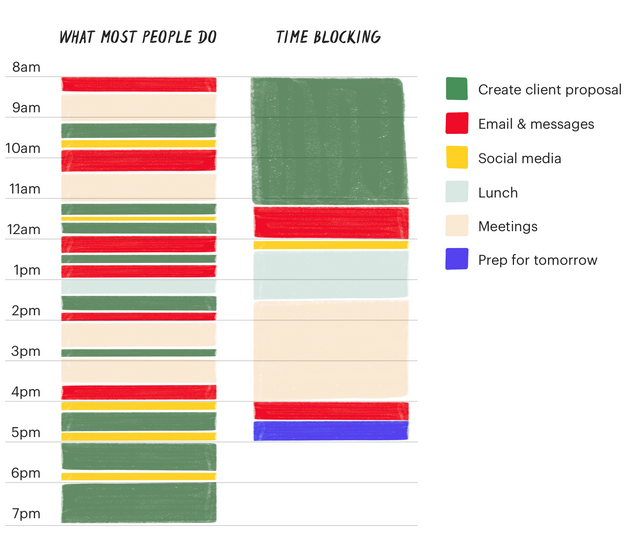 WHAT MOST PEOPLE DO
TIME BLOCKING
8am
9am
10am
11am
12am
1pm
2pm
3pm
4pm
5pm
6pm
7pm
Create client proposal
Email & messages
Social media
Lunch
Meetings
Prep for tomorrow